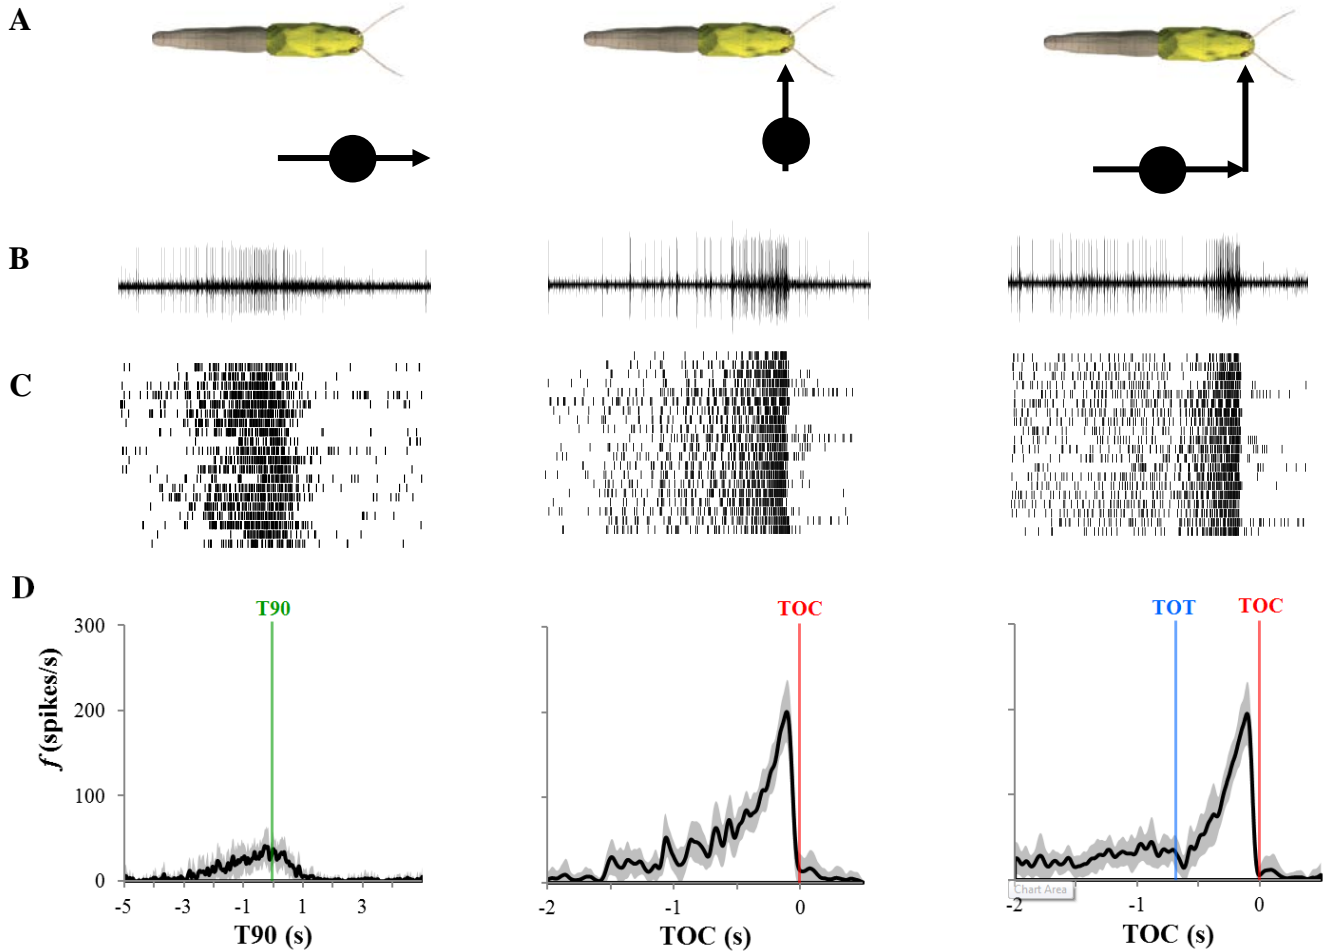 A
B
C
D
T90
TOC
TOT
TOC
f(spikes/s)
300
200
100
0
-5
-3
-1
1
3
T90 (s)
-2
-1
0
TOC (s)
Chart Area
-2
-1
0
TOC (s)